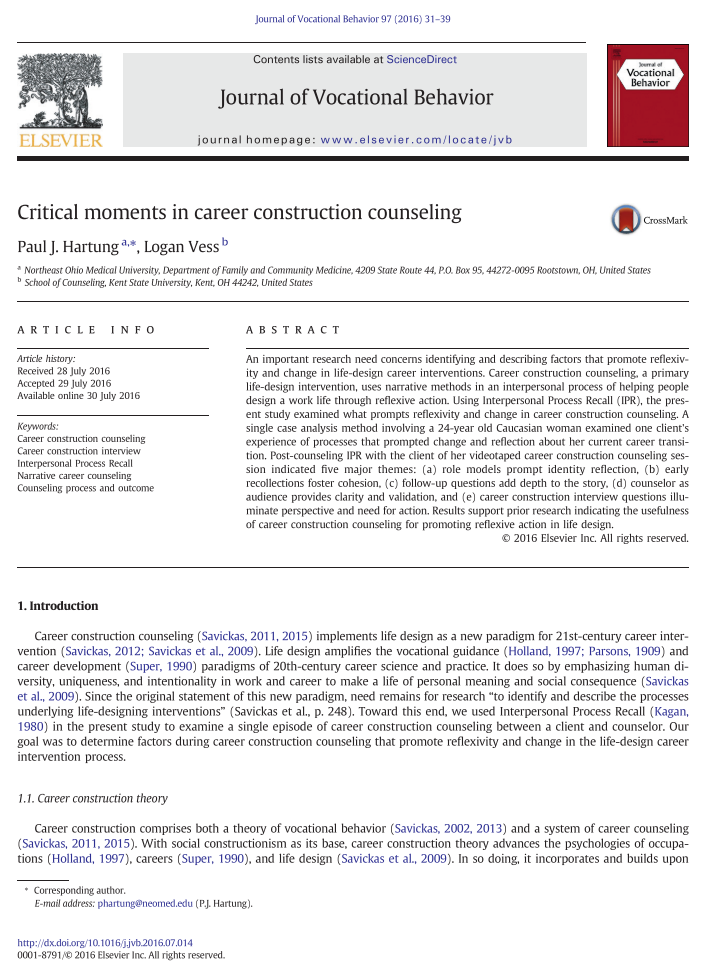 Journal of Vocational Behavior 97 (2016) 31–39
Contents lists available at ScienceDirect
Journal of Vocational Behavior
journal homepage: www.elsevier.com/locate/jvb
ELSEVIER
Journal of
Vocational
Behavior
Critical moments in career construction counseling
CrossMark
Paul J. Hartung a,*, Logan Vess b
a Northeast Ohio Medical University, Department of Family and Community Medicine, 4209 State Route 44, P.O. Box 95, 44272-0095 Rootstown, OH, United States
b School of Counseling, Kent State University, Kent, OH 44242, United States
ARTICLE INFO
Article history:
Received 28 July 2016
Accepted 29 July 2016
Available online 30 July 2016
Keywords:
Career construction counseling
Career construction interview
Interpersonal Process Recall
Narrative career counseling
Counseling process and outcome
ABSTRACT
An important research need concerns identifying and describing factors that promote reflexiv-
ity and change in life-design career interventions. Career construction counseling, a primary
life-design intervention, uses narrative methods in an interpersonal process of helping people
design a work life through reflexive action. Using Interpersonal Process Recall (IPR), the pres-
ent study examined what prompts reflexivity and change in career construction counseling. A
single case analysis method involving a 24-year old Caucasian woman examined one client's
experience of processes that prompted change and reflection about her current career transi-
tion. Post-counseling IPR with the client of her videotaped career construction counseling ses-
sion indicated five major themes: (a) role models prompt identity reflection, (b) early
recollections foster cohesion, (c) follow-up questions add depth to the story, (d) counselor as
audience provides clarity and validation, and (e) career construction interview questions illu-
minate perspective and need for action. Results support prior research indicating the usefulness
of career construction counseling for promoting reflexive action in life design.
© 2016 Elsevier Inc. All rights reserved.
1. Introduction
Career construction counseling (Savickas, 2011, 2015) implements life design as a new paradigm for 21st-century career inter-
vention (Savickas, 2012; Savickas et al., 2009). Life design amplifies the vocational guidance (Holland, 1997; Parsons, 1909) and
career development (Super, 1990) paradigms of 20th-century career science and practice. It does so by emphasizing human di-
versity, uniqueness, and intentionality in work and career to make a life of personal meaning and social consequence (Savickas
et al., 2009). Since the original statement of this new paradigm, need remains for research “to identify and describe the processes
underlying life-designing interventions” (Savickas et al., p. 248). Toward this end, we used Interpersonal Process Recall (Kagan,
1980) in the present study to examine a single episode of career construction counseling between a client and counselor. Our
goal was to determine factors during career construction counseling that promote reflexivity and change in the life-design career
intervention process.
1.1. Career construction theory
Career construction comprises both a theory of vocational behavior (Savickas, 2002, 2013) and a system of career counseling
(Savickas, 2011, 2015). With social constructionism as its base, career construction theory advances the psychologies of occupa-
tions (Holland, 1997), careers (Super, 1990), and life design (Savickas et al., 2009). In so doing, it incorporates and builds upon
* Corresponding author.
E-mail address: phartung@neomed.edu (P.J. Hartung).
http://dx.doi.org/10.1016/j.jvb.2016.07.014
0001-8791/© 2016 Elsevier Inc. All rights reserved.